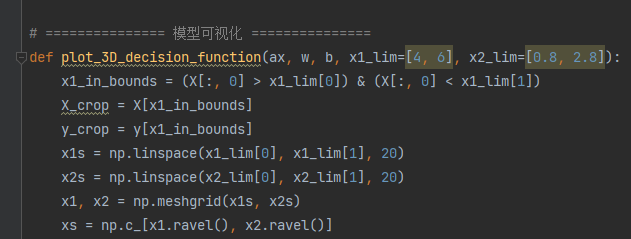 # =============== 模型可视化 ===============
def plot_3D_decision_function(ax, w, b, x1_lim=[4, 6], x2_lim=[0.8, 2.8]):
x1_in_bounds = (X[:, 0] > x1_lim[0]) & (X[:, 0] < x1_lim[1])
X_crop = X[x1_in_bounds]
y_crop = y[x1_in_bounds]
x1s = np.linspace(x1_lim[0], x1_lim[1], 20)
x2s = np.linspace(x2_lim[0], x2_lim[1], 20)
x1, x2 = np.meshgrid(x1s, x2s)
xs = np.c_[x1.ravel(), x2.ravel()]